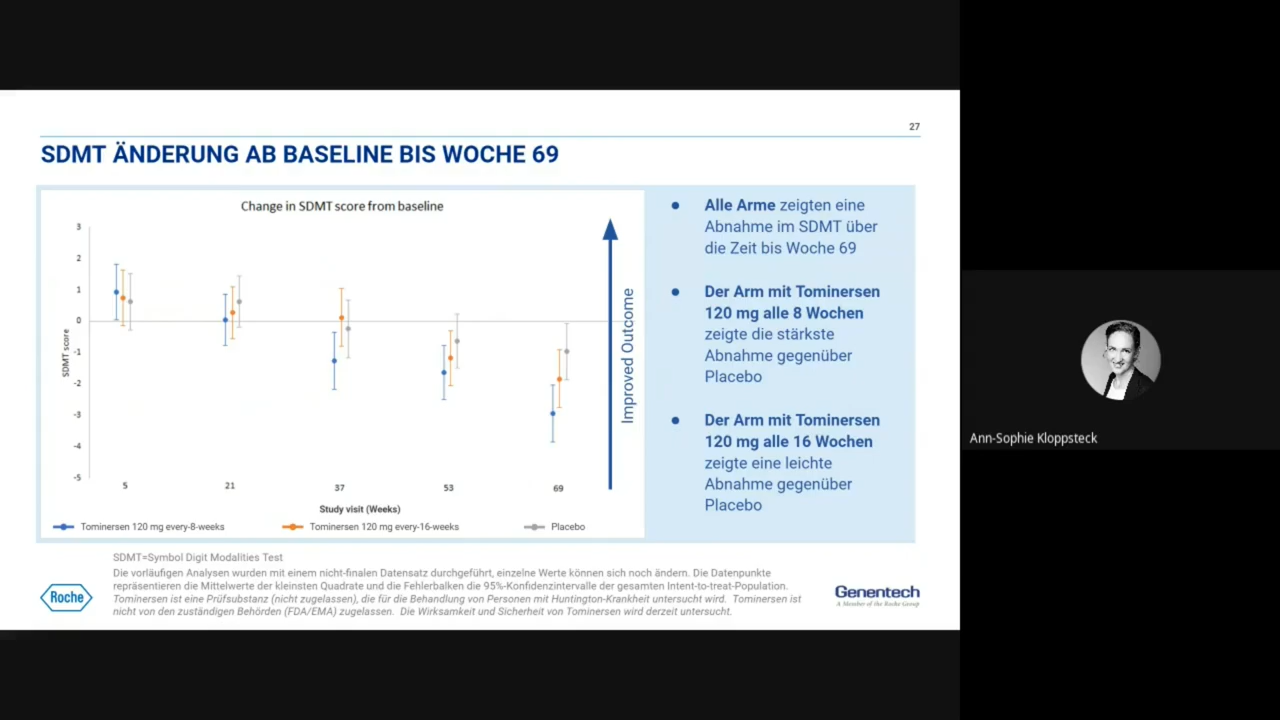 27
SDMT ÄNDERUNG AB BASELINE BIS WOCHE 69
Change in SDMT score from baseline
3
2
1
0
-1
-2
-3
-4
-5
SDMT score
5 21 37 53 69
Study visit (Weeks)
Tominersen 120 mg every-8-weeks Tominersen 120 mg every-16-weeks Placebo
Improved Outcome
Alle Arme zeigten eine
Abnahme im SDMT über
die Zeit bis Woche 69
Der Arm mit Tominersen
120 mg alle 8 Wochen
zeigte die stärkste
Abnahme gegenüber
Placebo
Der Arm mit Tominersen
120 mg alle 16 Wochen
zeigte eine leichte
Abnahme gegenüber
Placebo
SDMT=Symbol Digit Modalities Test
Die vorläufigen Analysen wurden mit einem nicht-finalen Datensatz durchgeführt, einzelne Werte können sich noch ändern. Die Datenpunkte
repräsentieren die Mittelwerte der kleinsten Quadrate und die Fehlerbalken die 95%-Konfidenzintervalle der gesamten Intent-to-treat-Population.
Tominersen ist eine Prüfsubstanz (nicht zugelassen), die für die Behandlung von Personen mit Huntington-Krankheit untersucht wird. Tominersen ist
nicht von den zuständigen Behörden (FDA/EMA) zugelassen. Die Wirksamkeit und Sicherheit von Tominersen wird derzeit untersucht.
Roche
Genentech
A Member of the Roche Group
Ann-Sophie Kloppsteck